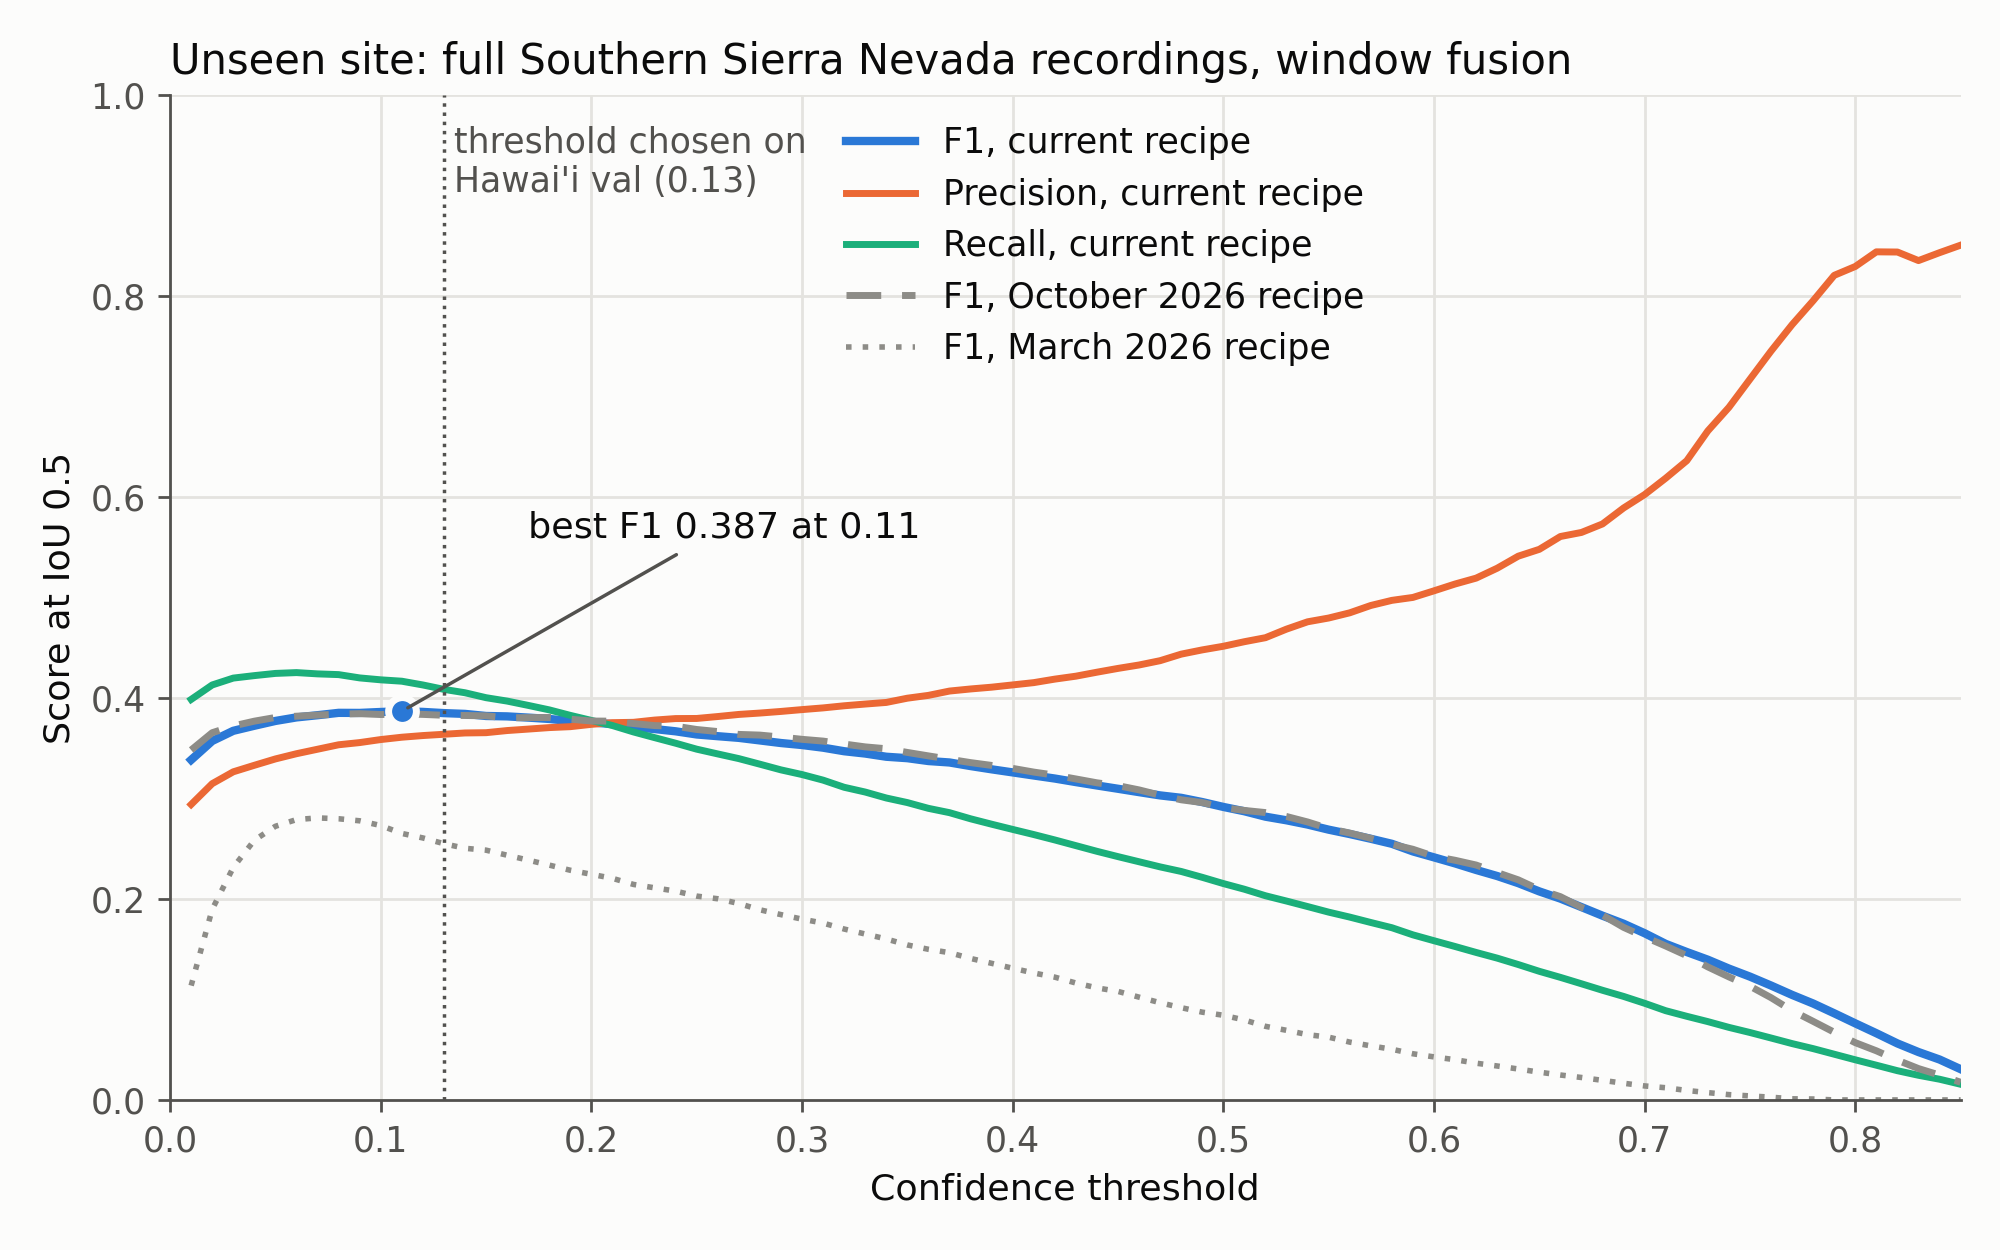 Unseen site: full Southern Sierra Nevada recordings, window fusion
threshold chosen on
Hawai'i val (0.13)
F1, current recipe
Precision, current recipe
Recall, current recipe
F1, October 2026 recipe
F1, March 2026 recipe
best F1 0.387 at 0.11
Score at IoU 0.5
1.0
0.8
0.6
0.4
0.2
0.0
0.0 0.1 0.2 0.3 0.4 0.5 0.6 0.7 0.8
Confidence threshold